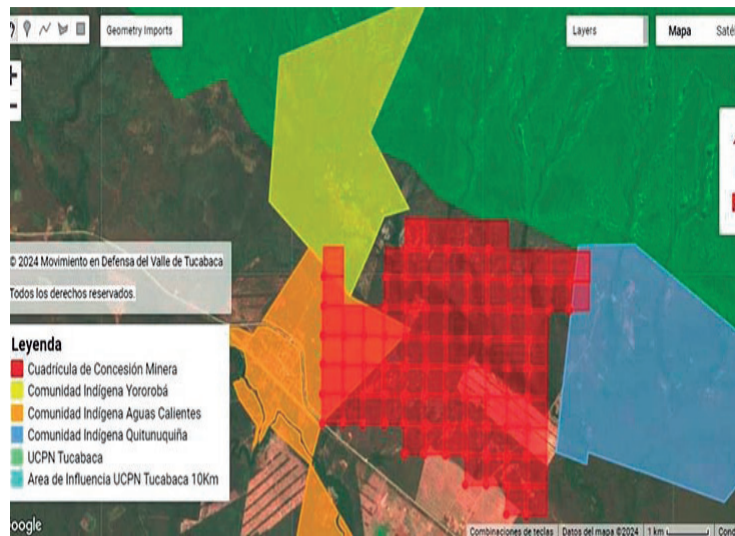 Geometry Imports
Layers
Mapa
Saté
© 2024 Movimiento en Defensa del Valle de Tucabaca
Todos los derechos reservados.
Leyenda
Cuadrícula de Concesión Minera
Comunidad Indígena Yororobá
Comunidad Indígena Aguas Calientes
Comunidad Indígena Quitunuquiña
UCPN Tucabaca
Area de Influencia UCPN Tucabaca 10Km
oogle
Combinaciones de teclas
Datos del mapa ©2024
1 km
Cond